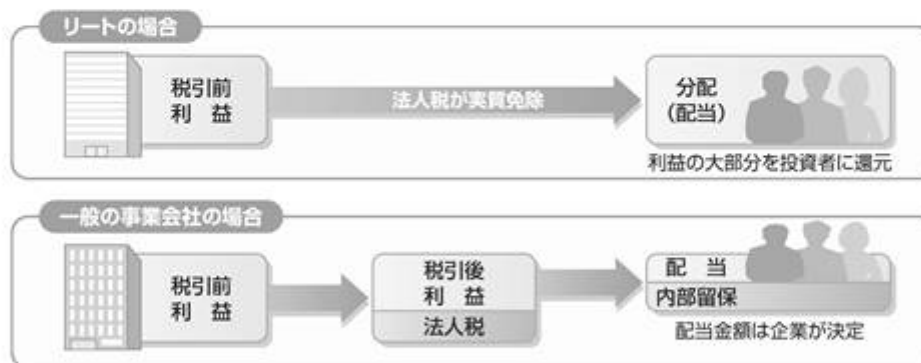 リートの場合
税引前
利 益
法人税が実質免除
分配
（配当）
利益の大部分を投資者に還元
一般の事業会社の場合
税引前
利 益
税引後
利 益
法人税
配 当
内部留保
配当金額は企業が決定